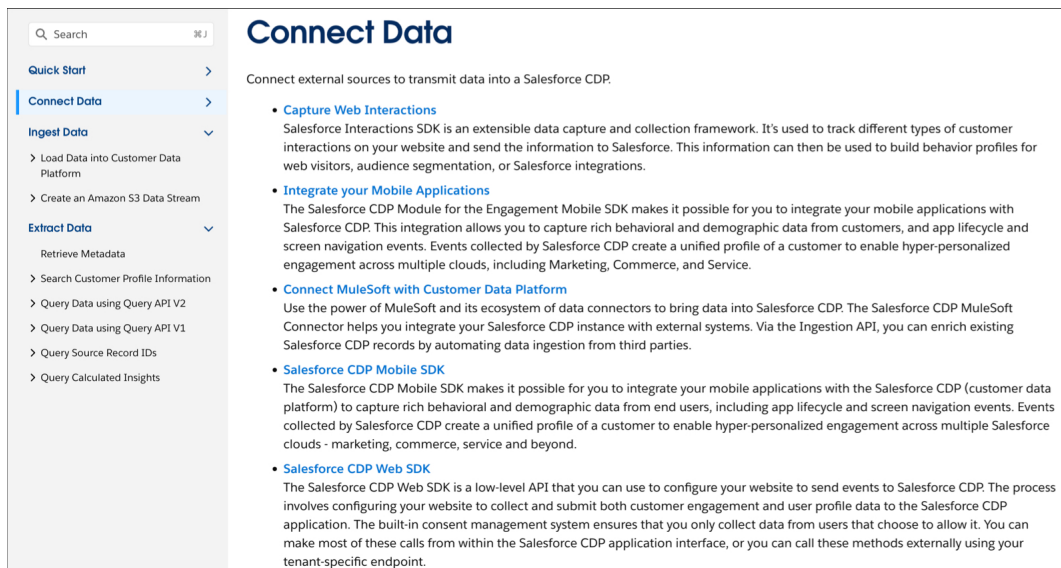 Search ⌘J
Quick Start
Connect Data
Ingest Data
Load Data into Customer Data
Platform
Create an Amazon S3 Data Stream
Extract Data
Retrieve Metadata
Search Customer Profile Information
Query Data using Query API V2
Query Data using Query API V1
Query Source Record IDs
Query Calculated Insights
Connect Data
Connect external sources to transmit data into a Salesforce CDP.
• Capture Web Interactions
Salesforce Interactions SDK is an extensible data capture and collection framework. It's used to track different types of customer
interactions on your website and send the information to Salesforce. This information can then be used to build behavior profiles for
web visitors, audience segmentation, or Salesforce integrations.
• Integrate your Mobile Applications
The Salesforce CDP Module for the Engagement Mobile SDK makes it possible for you to integrate your mobile applications with
Salesforce CDP. This integration allows you to capture rich behavioral and demographic data from customers, and app lifecycle and
screen navigation events. Events collected by Salesforce CDP create a unified profile of a customer to enable hyper-personalized
engagement across multiple clouds, including Marketing, Commerce, and Service.
• Connect MuleSoft with Customer Data Platform
Use the power of MuleSoft and its ecosystem of data connectors to bring data into Salesforce CDP. The Salesforce CDP MuleSoft
Connector helps you integrate your Salesforce CDP instance with external systems. Via the Ingestion API, you can enrich existing
Salesforce CDP records by automating data ingestion from third parties.
• Salesforce CDP Mobile SDK
The Salesforce CDP Mobile SDK makes it possible for you to integrate your mobile applications with the Salesforce CDP (customer data
platform) to capture rich behavioral and demographic data from end users, including app lifecycle and screen navigation events. Events
collected by Salesforce CDP create a unified profile of a customer to enable hyper-personalized engagement across multiple Salesforce
clouds - marketing, commerce, service and beyond.
• Salesforce CDP Web SDK
The Salesforce CDP Web SDK is a low-level API that you can use to configure your website to send events to Salesforce CDP. The process
involves configuring your website to collect and submit both customer engagement and user profile data to the Salesforce CDP
application. The built-in consent management system ensures that you only collect data from users that choose to allow it. You can
make most of these calls from within the Salesforce CDP application interface, or you can call these methods externally using your
tenant-specific endpoint.